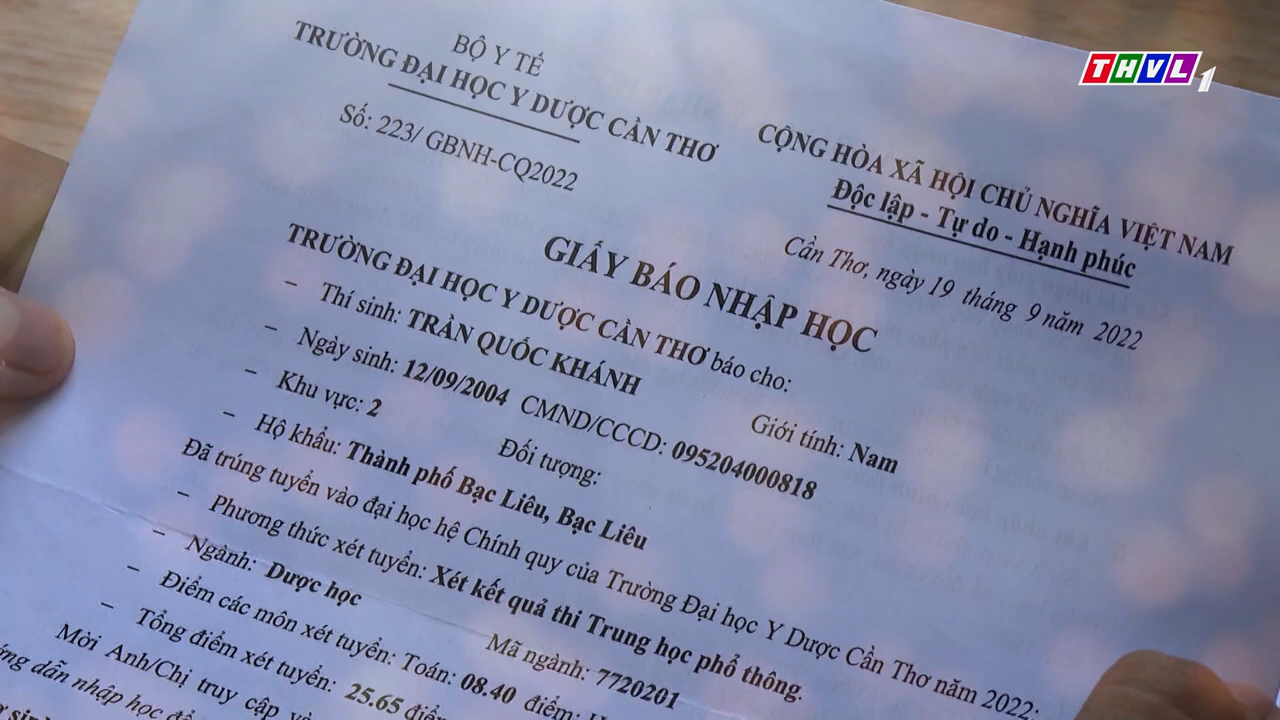 THVL1
BỘ Y TẾ
TRƯỜNG ĐẠI HỌC Y DƯỢC CẦN THƠ
Số: 223/ GBNH-CQ2022
CỘNG HÒA XÃ HỘI CHỦ NGHĨA VIỆT NAM
Độc lập - Tự do - Hạnh phúc
Cần Thơ, ngày 19 tháng 9 năm 2022
GIẤY BÁO NHẬP HỌC
TRƯỜNG ĐẠI HỌC Y DƯỢC CẦN THƠ báo cho:
– Thí sinh: TRẦN QUỐC KHÁNH Giới tính: Nam
– Ngày sinh: 12/09/2004 CMND/CCCD: 095204000818
– Khu vực: 2 Đối tượng:
– Hộ khẩu: Thành phố Bạc Liêu, Bạc Liêu
Đã trúng tuyển vào đại học hệ Chính quy của Trường Đại học Y Dược Cần Thơ năm 2022:
– Phương thức xét tuyển: Xét kết quả thi Trung học phổ thông.
– Ngành: Dược học Mã ngành: 7720201
– Điểm các môn xét tuyển: Toán: 08.40 điểm:
– Tổng điểm xét tuyển: 25.65 điểm
Mời Anh/Chị truy cập
dẫn nhập học để